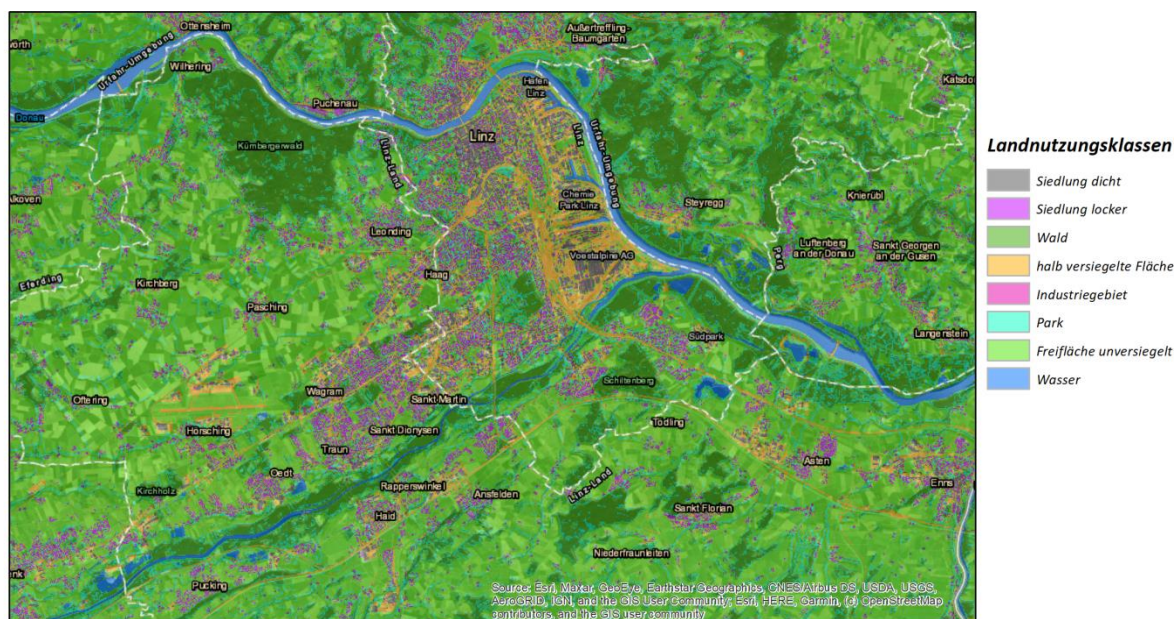 Ottensheim
Außertreffling-
Baumgarten
Urfahr-Umgebung
Wilhering
Hafen
Linz
Katsdor
Puchenau
Donau
Linz
Linz
Urfahr-Umgebung
Kürnbergerwald
Linz-Land
Alkoven
Chemie
Park Linz
Steyregg
Knierübl
Leonding
Luftenberg
an der Donau
Sankt Georgen
an der Gusen
Perg
Voestalpine AG
Haag
Eferding
Kirchberg
Pasching
Langenstein
Südpark
Schiltenberg
Wagram
Oftering
Sankt Martin
Hörsching
Sankt Dionysen
Tödling
Traun
Asten
Oedt
Rapperswinkel
Ansfelden
Linz-Land
Kirchholz
Enns
Haid
Sankt Florian
Niederfraunleiten
Pucking
Source: Esri, Maxar, GeoEye, Earthstar Geographics, CNES/Airbus DS, USDA, USGS,
AeroGRID, IGN, and the GIS User Community; Esri, HERE, Garmin, (c) OpenStreetMap
contributors, and the GIS user community
Landnutzungsklassen
Siedlung dicht
Siedlung locker
Wald
halb versiegelte Fläche
Industriegebiet
Park
Freifläche unversiegelt
Wasser